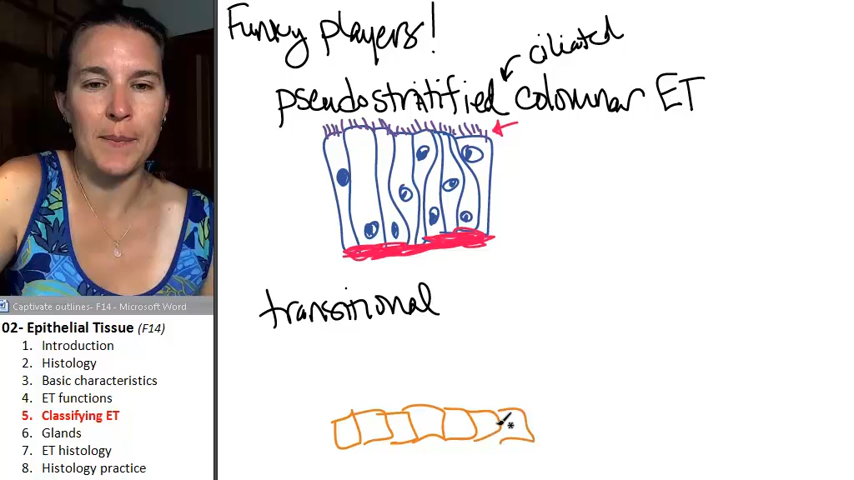 Funky players!
ciliated
pseudostratified columnar ET
transitional
Captivate outlines- F14 - Microsoft Word
02- Epithelial Tissue (F14)
1. Introduction
2. Histology
3. Basic characteristics
4. ET functions
5. Classifying ET
6. Glands
7. ET histology
8. Histology practice